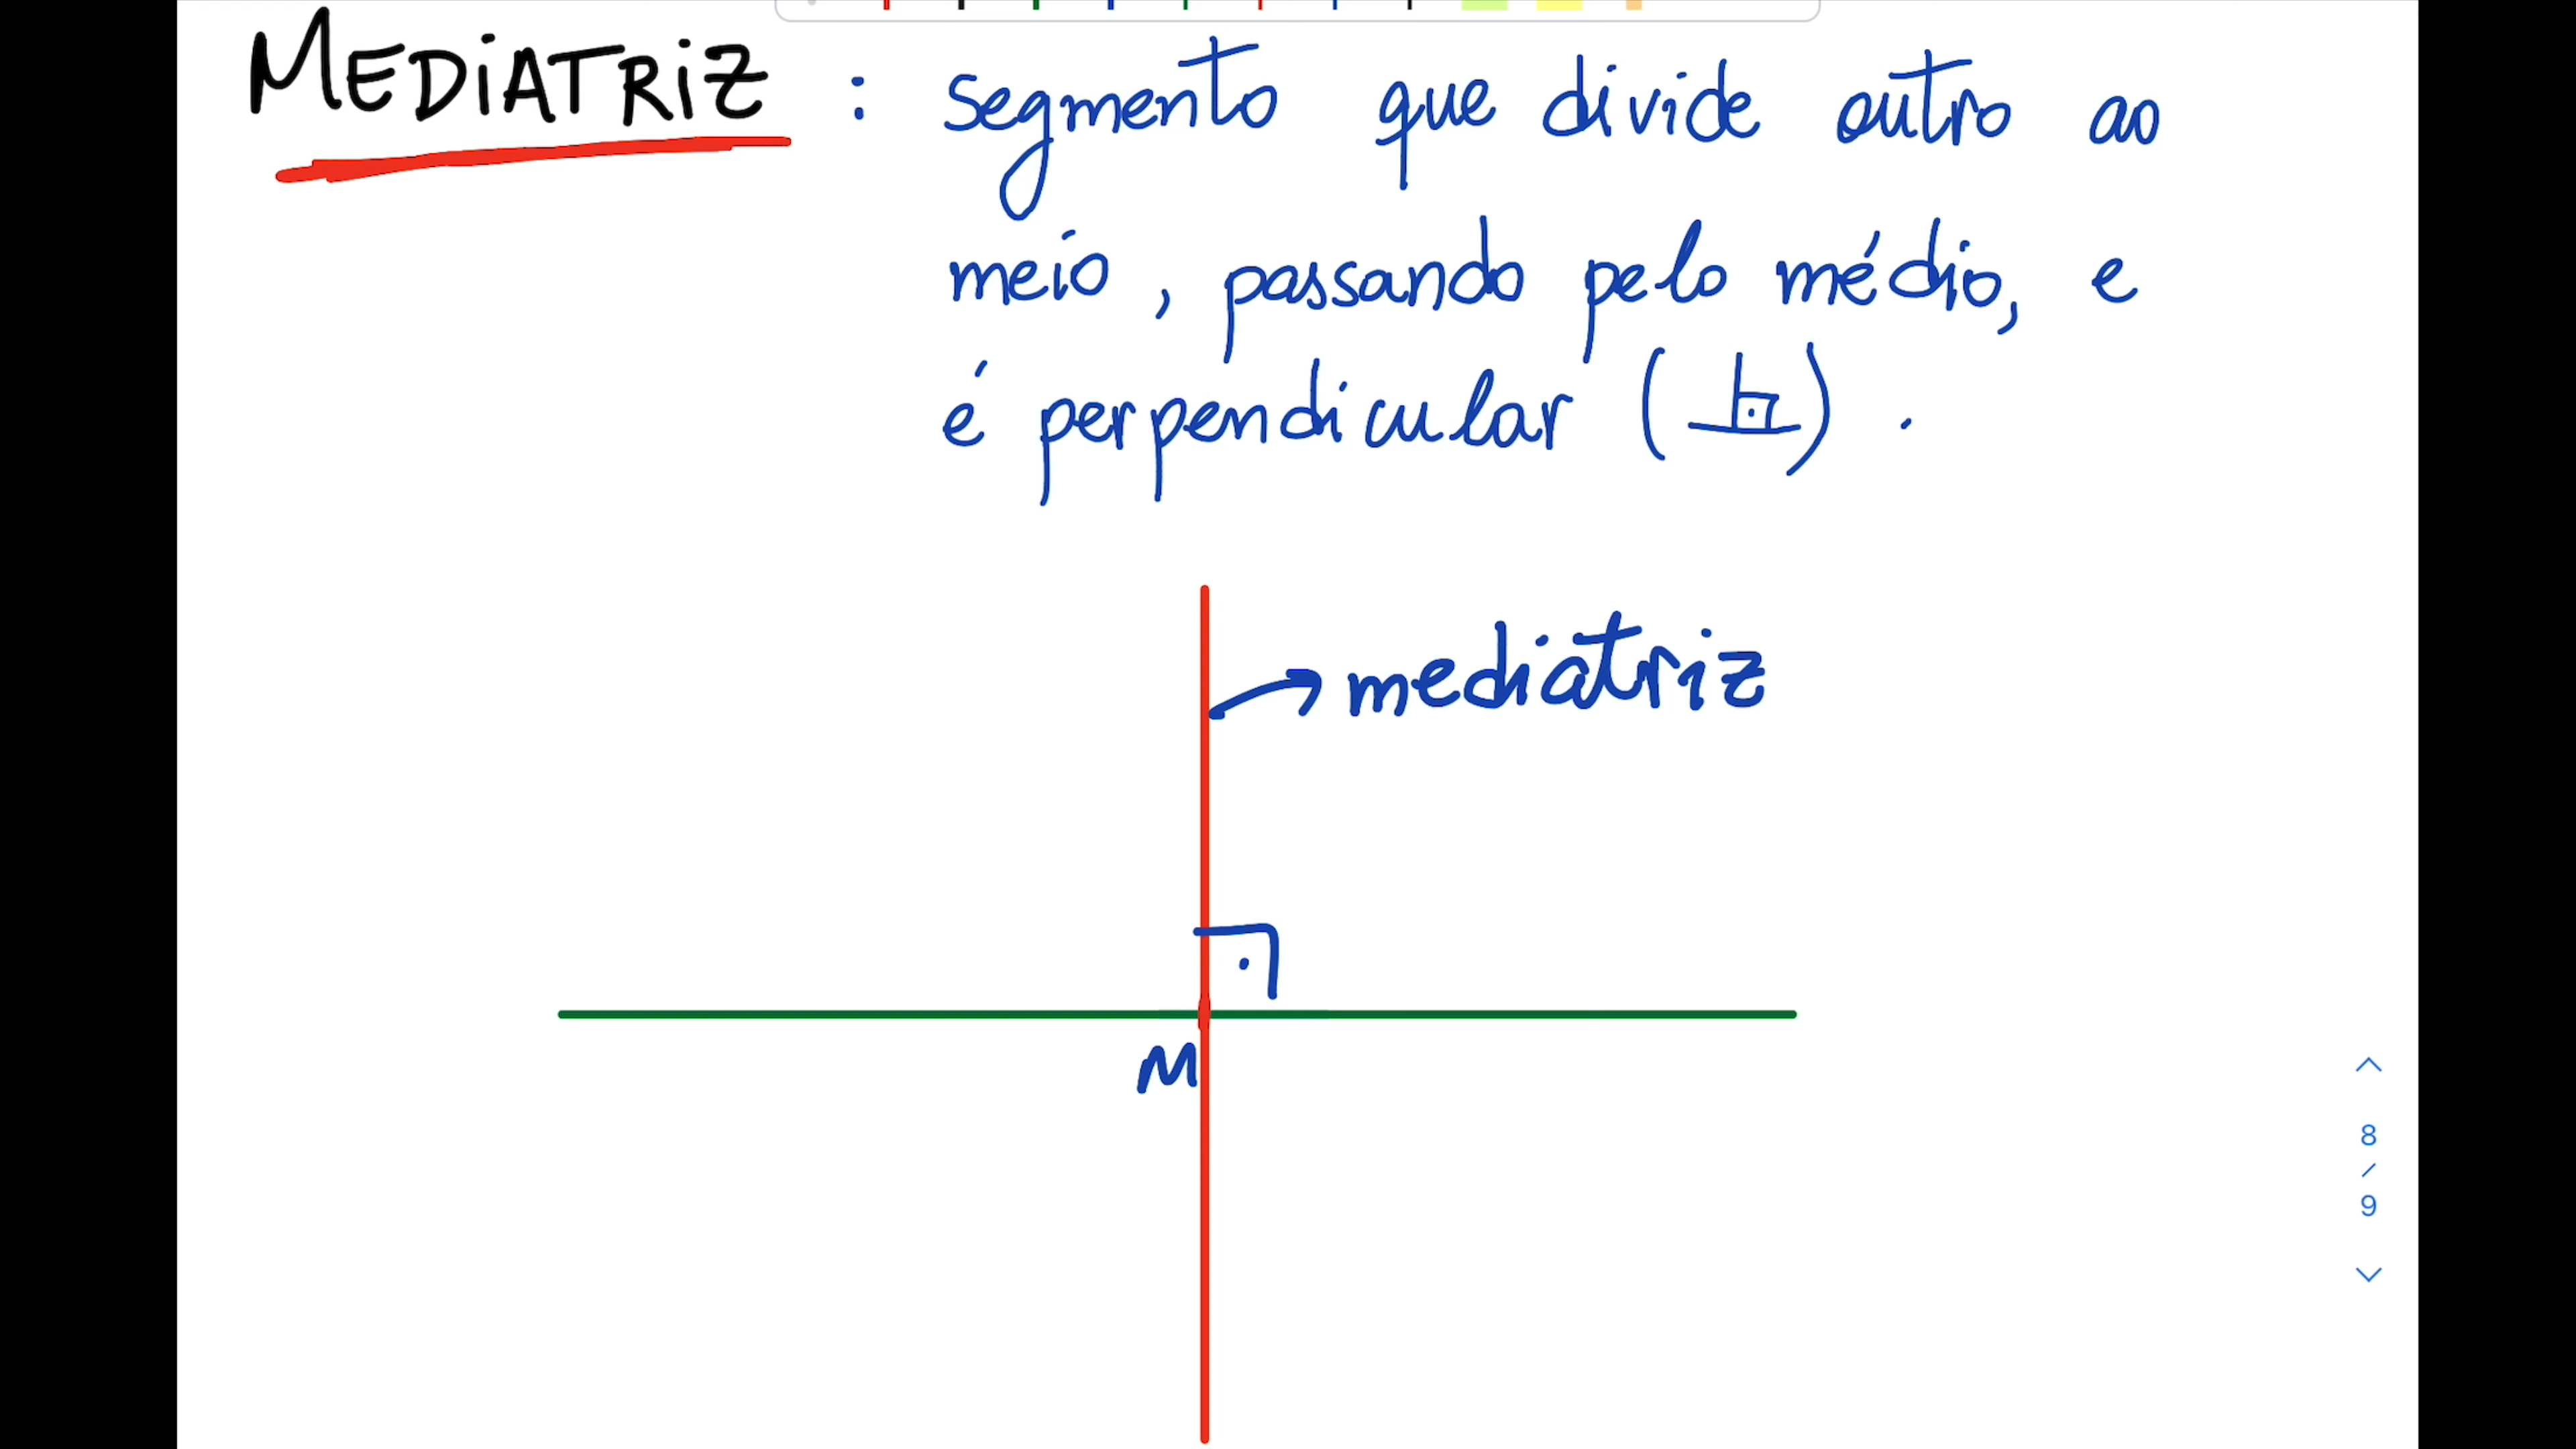 MEDIATRIZ : segmento que divide outro ao
meio, passando pelo médio, e
é perpendicular ( ) .
mediatriz
M
8
/
9